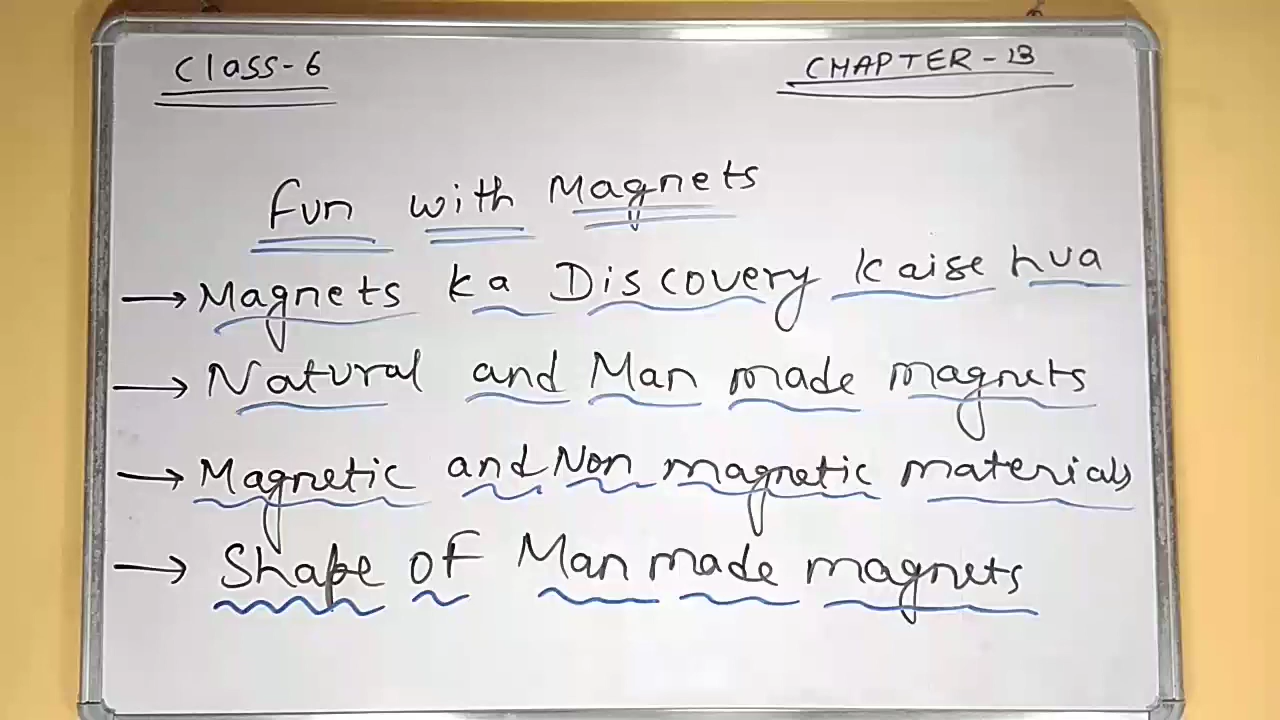 Class-6
CHAPTER-13
Fun with Magnets
→ Magnets ka Discovery kaise hua
→ Natural and Man made magnets
→ Magnetic and Non magnetic materials
→ Shape of Man made magnets